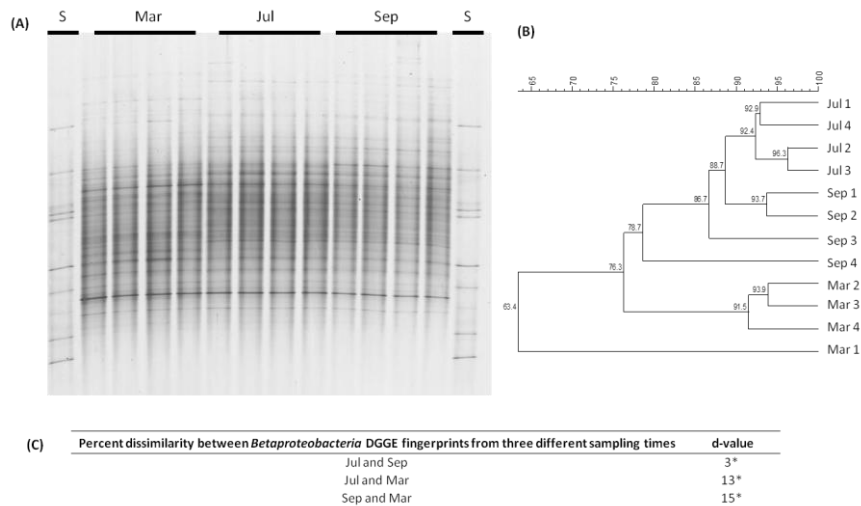 (A)
S Mar Jul Sep S
(B)
65 70 75 80 85 90 95 100
Jul 1
92.9
Jul 4
92.4
Jul 2
96.3
Jul 3
88.7
Sep 1
93.7
Sep 2
86.7
Sep 3
78.7
Sep 4
76.3
Mar 2
93.9
Mar 3
91.5
Mar 4
63.4
Mar 1
(C)
Percent dissimilarity between Betaproteobacteria DGGE fingerprints from three different sampling times d-value
Jul and Sep 3*
Jul and Mar 13*
Sep and Mar 15*